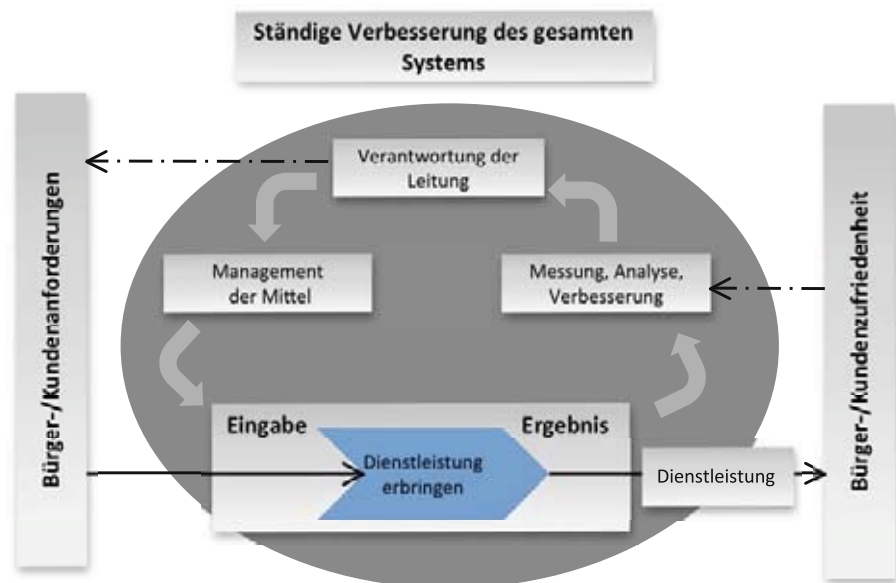 Ständige Verbesserung des gesamten
Systems
Bürger-/Kundenanforderungen
Verantwortung der
Leitung
Management
der Mittel
Messung, Analyse,
Verbesserung
Eingabe
Ergebnis
Dienstleistung
erbringen
Dienstleistung
Bürger-/Kundenzufriedenheit